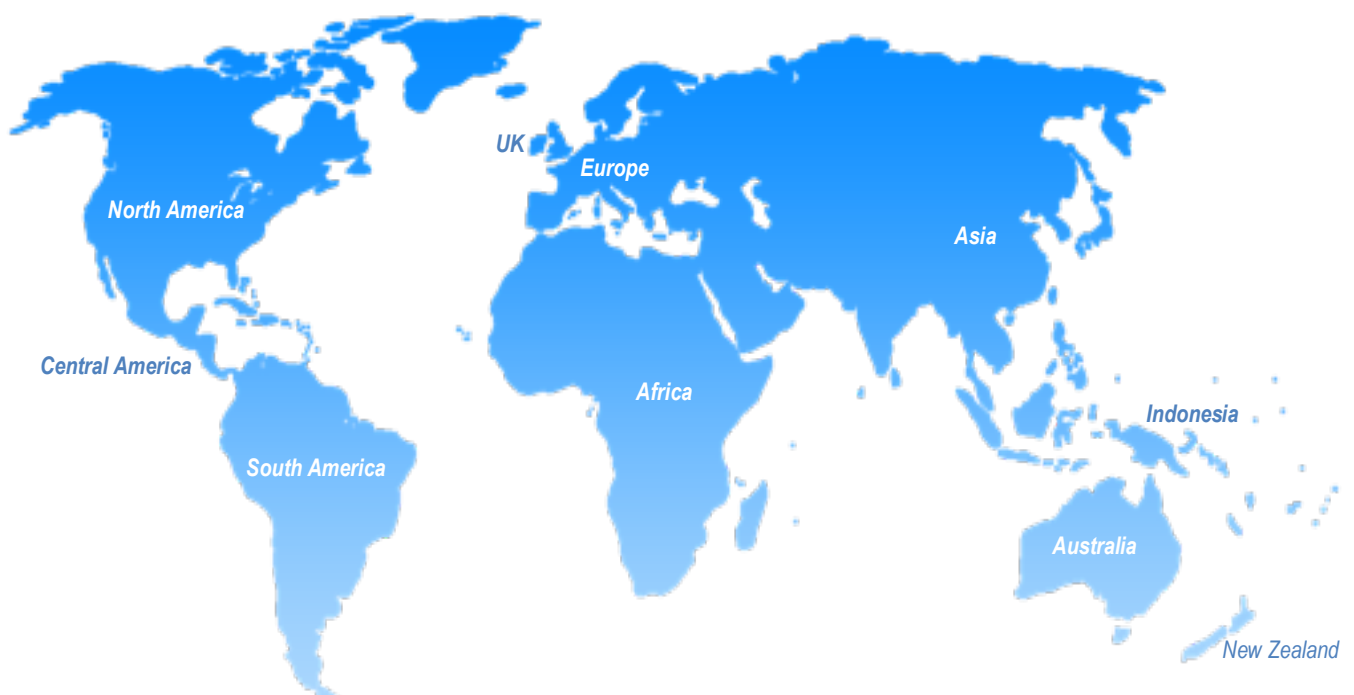 UK
Europe
North America
Asia
Central America
Africa
Indonesia
South America
Australia
New Zealand